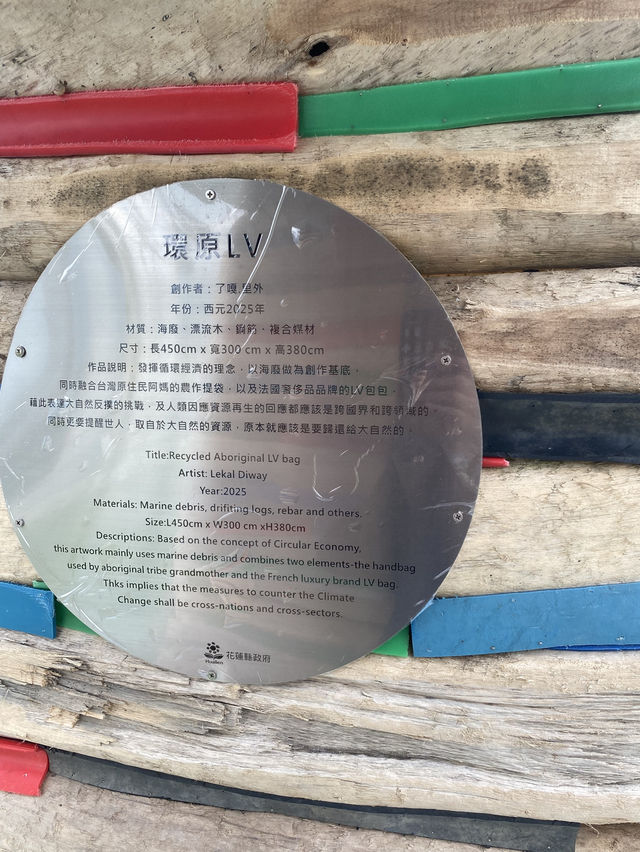 環原LV
創作者：了嘎.里外
年份：西元2025年
材質：海廢、漂流木、鋼筋、複合媒材
尺寸：長450cm x 寬300 cm x 高380cm
作品說明：發揮循環經濟的理念，以海廢做為創作基底，
同時融合台灣原住民阿嬤的農作提袋，以及法國奢侈品品牌的LV包包，
藉此表達大自然反撲的挑戰，及人類因應資源再生的回應都應該是跨國界和跨領域的。
同時更要提醒世人，取自於大自然的資源，原本就應該是要歸還給大自然的。
Title:Recycled Aboriginal LV bag
Artist: Lekal Diway
Year:2025
Materials: Marine debris, drifiting logs, rebar and others.
Size:L450cm x W300 cm xH380cm
Descriptions: Based on the concept of Circular Economy,
this artwork mainly uses marine debris and combines two elements-the handbag
used by aboriginal tribe grandmother and the French luxury brand LV bag.
Thks implies that the measures to counter the Climate
Change shall be cross-nations and cross-sectors.
Hualien 花蓮縣政府